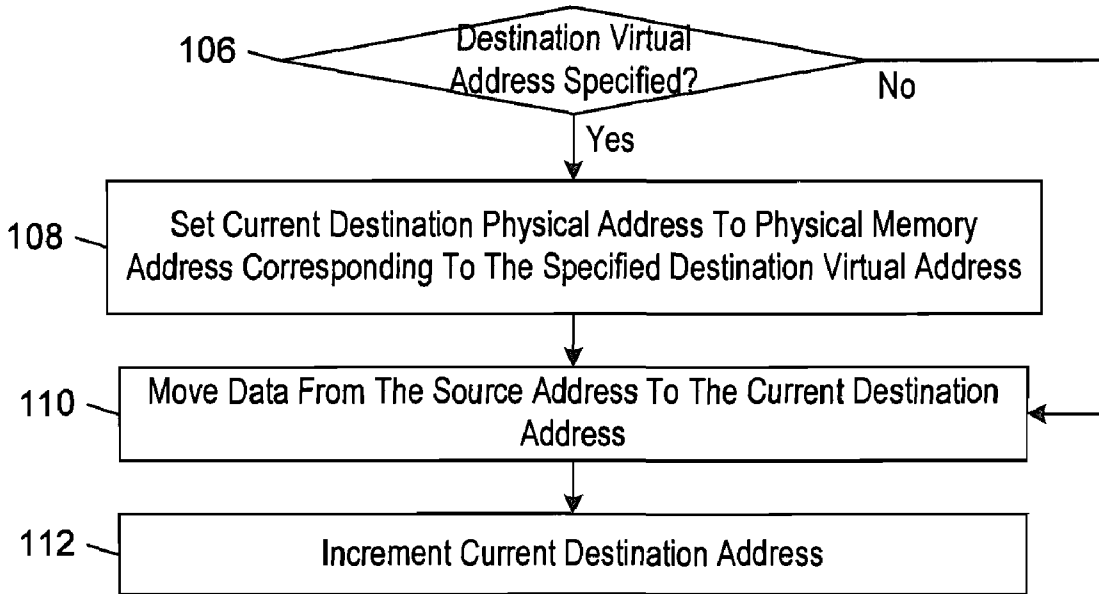 106
Destination Virtual
Address Specified?
No
Yes
108
Set Current Destination Physical Address To Physical Memory
Address Corresponding To The Specified Destination Virtual Address
110
Move Data From The Source Address To The Current Destination
Address
112
Increment Current Destination Address